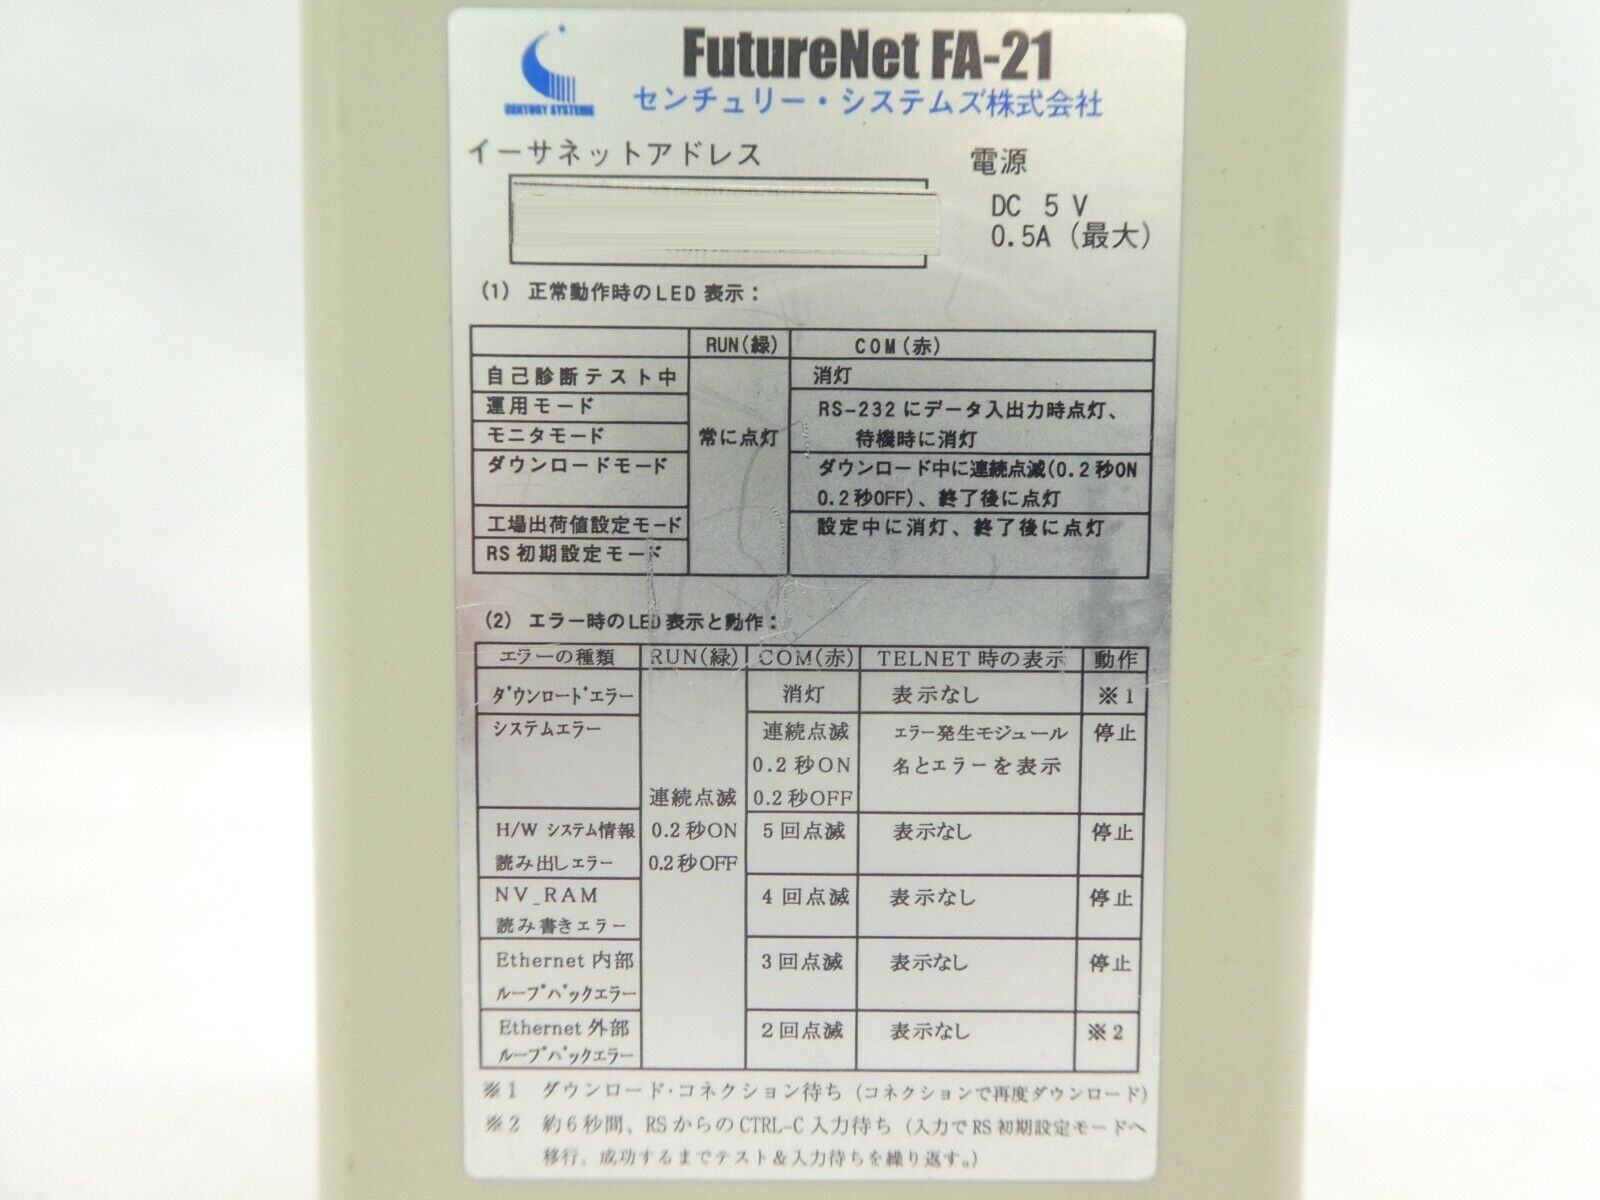 FutureNet FA-21
CENTURY SYSTEMS
センチュリー・システムズ株式会社
イーサネットアドレス
電源
DC 5 V
0.5A (最大)
(1) 正常動作時のLED 表示：
RUN(緑) COM(赤)
自己診断テスト中 消灯
運用モード RS-232にデータ入出力時点灯、
モニタモード 常に点灯 待機時に消灯
ダウンロードモード ダウンロード中に連続点滅(0.2秒ON
0.2秒OFF)、終了後に点灯
工場出荷値設定モード 設定中に消灯、終了後に点灯
RS初期設定モード
(2) エラー時のLED表示と動作：
エラーの種類 RUN(緑) COM(赤) TELNET時の表示 動作
ﾀﾞｳﾝﾛｰﾄﾞｴﾗｰ 消灯 表示なし ※1
システムエラー 連続点滅 エラー発生モジュール 停止
0.2秒ON 名とエラーを表示
連続点滅 0.2秒OFF
H/W システム情報 0.2秒ON 5回点滅 表示なし 停止
読み出しエラー 0.2秒OFF
NV_RAM 4回点滅 表示なし 停止
読み書きエラー
Ethernet内部 3回点滅 表示なし 停止
ﾙｰﾌﾟﾊﾞｯｸｴﾗｰ
Ethernet外部 2回点滅 表示なし ※2
ﾙｰﾌﾟﾊﾞｯｸｴﾗｰ
※1 ダウンロード・コネクション待ち (コネクションで再度ダウンロード)
※2 約6秒間、RSからのCTRL-C入力待ち (入力でRS初期設定モードへ
移行、成功するまでテスト＆入力待ちを繰り返す。)